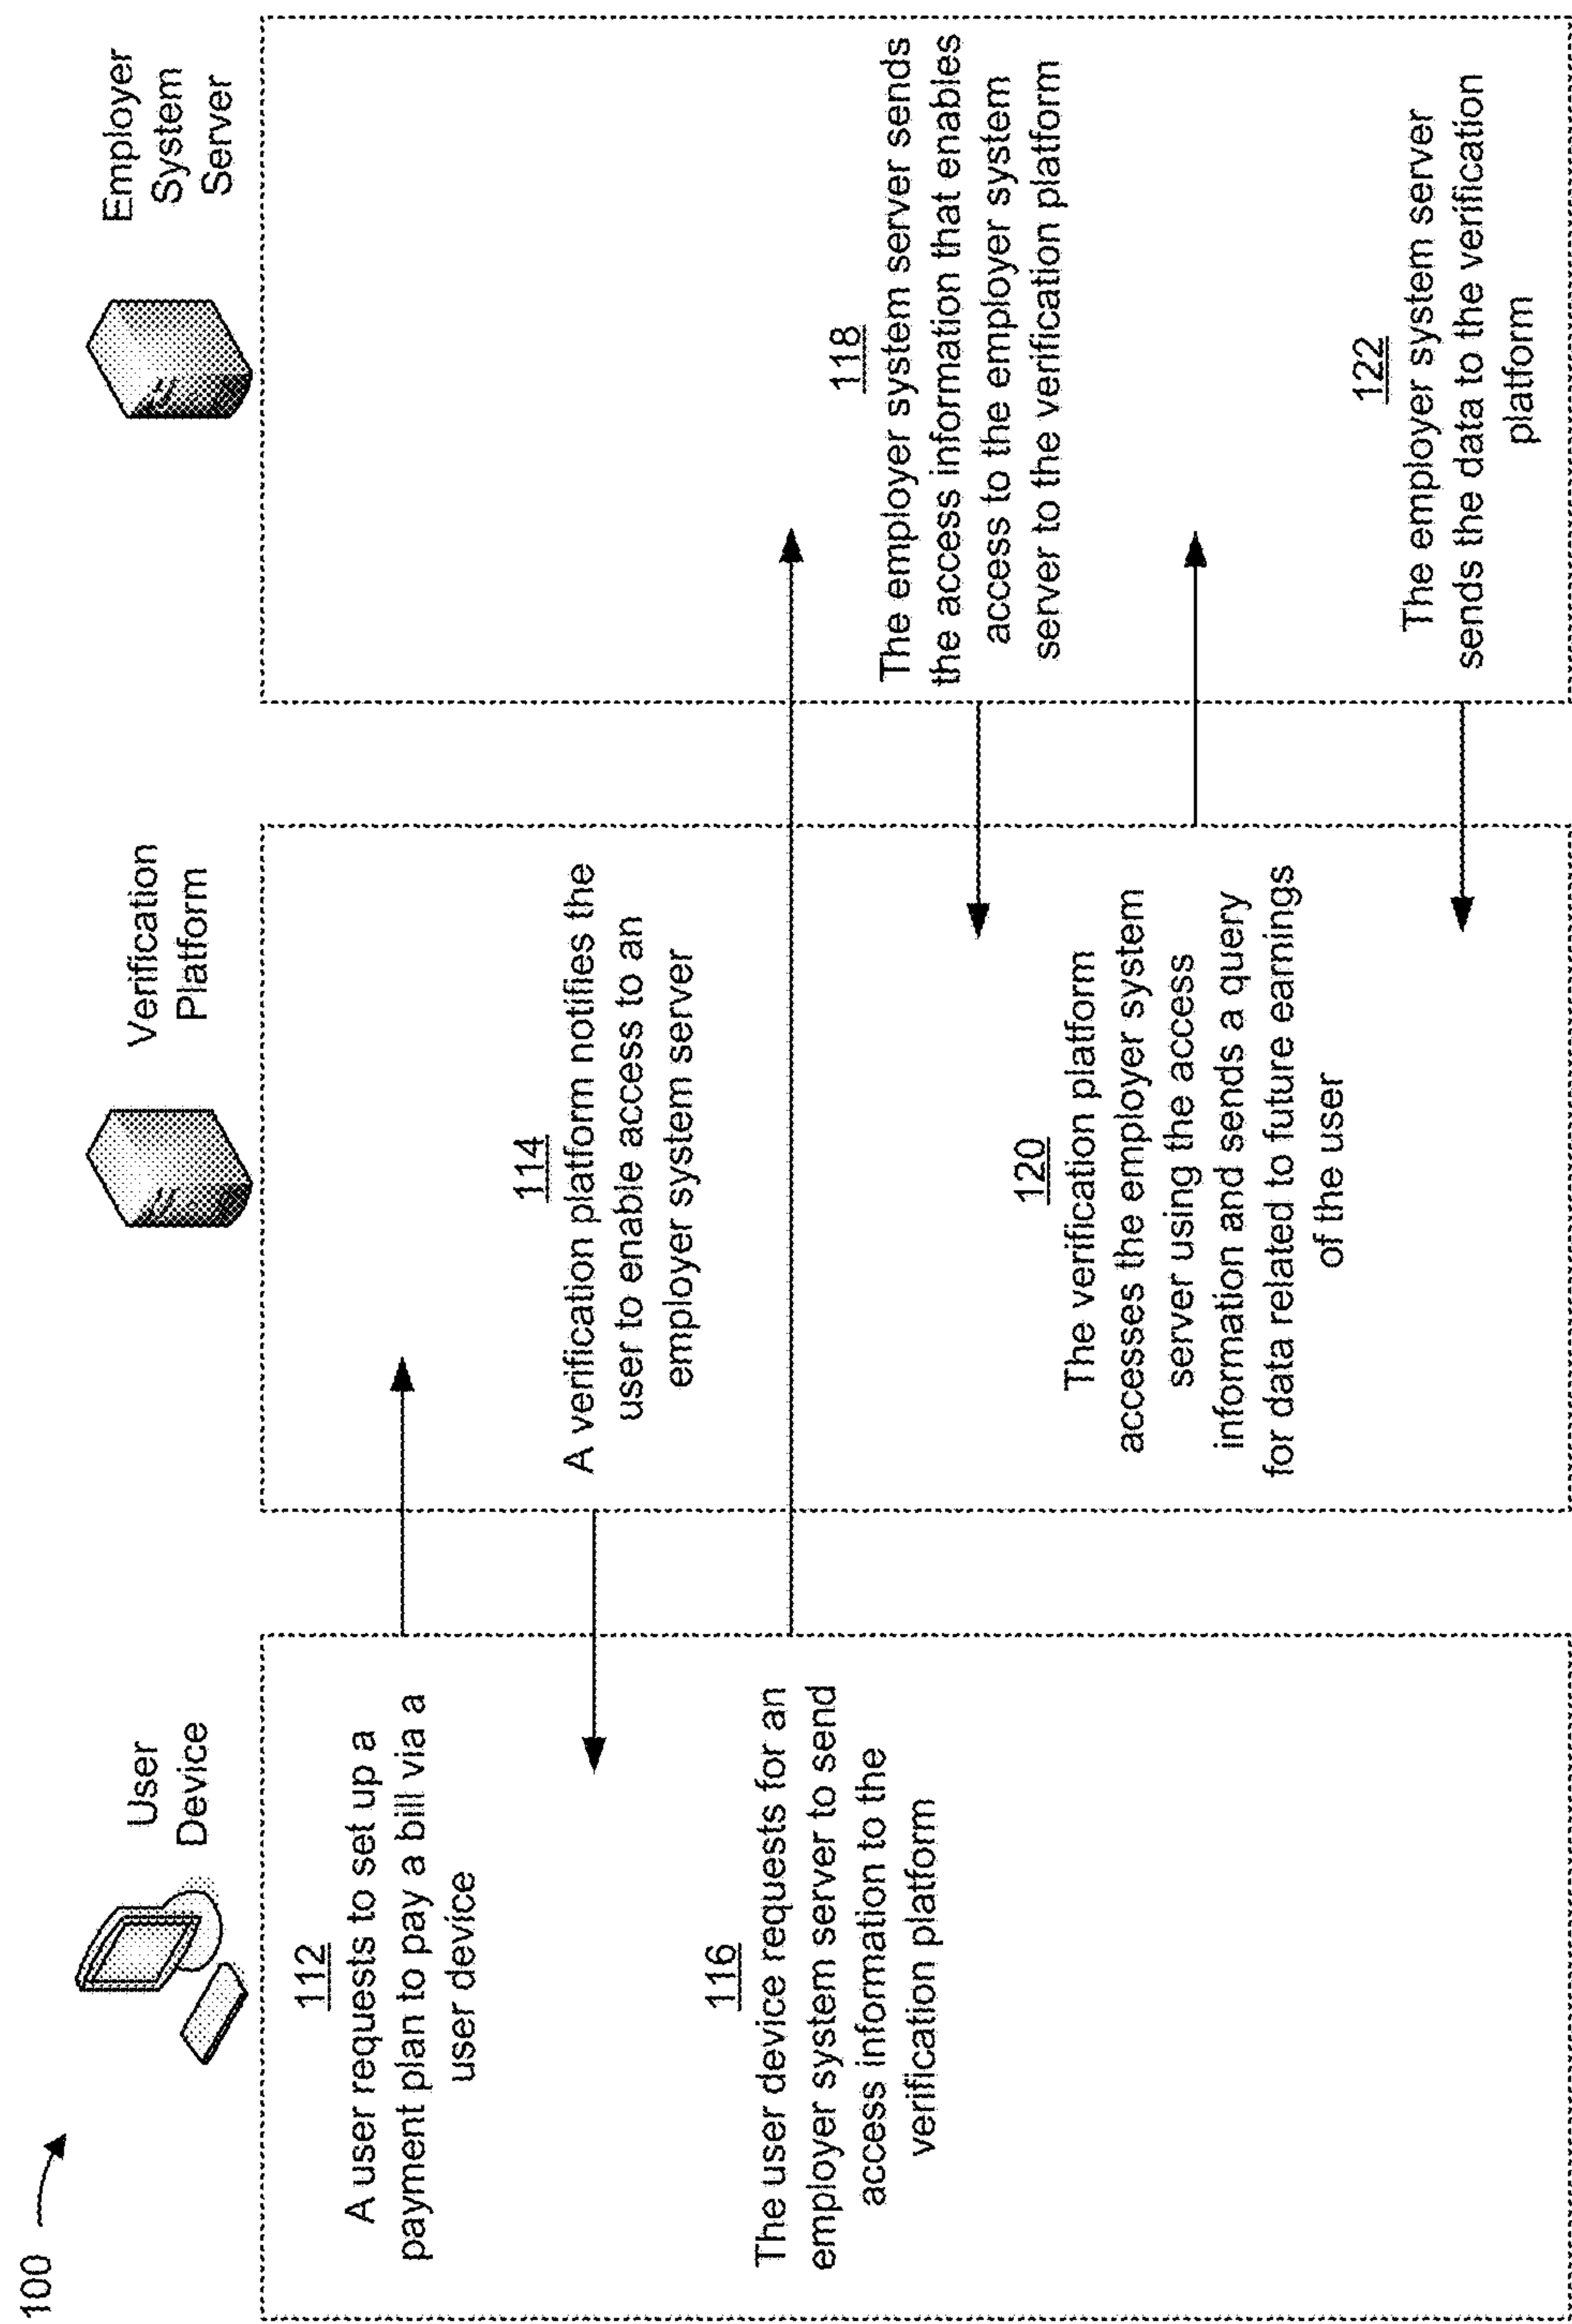 100
User
Device
Verification
Platform
Employer
System
Server
112
A user requests to set up a
payment plan to pay a bill via a
user device
114
A verification platform notifies the
user to enable access to an
employer system server
116
The user device requests for an
employer system server to send
access information to the
verification platform
118
The employer system server sends
the access information that enables
access to the employer system
server to the verification platform
120
The verification platform
accesses the employer system
server using the access
information and sends a query
for data related to future earnings
of the user
122
The employer system server
sends the data to the verification
platform